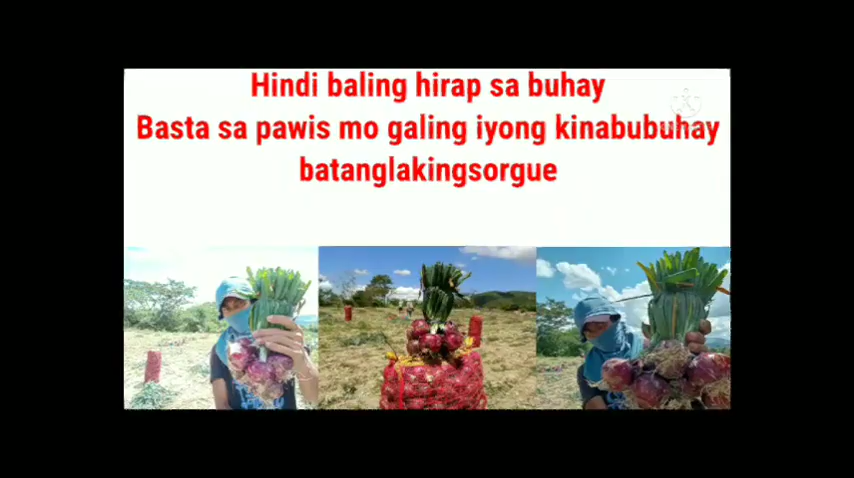 Hindi baling hirap sa buhay
Basta sa pawis mo galing iyong kinabubuhay
batanglakingsorgue